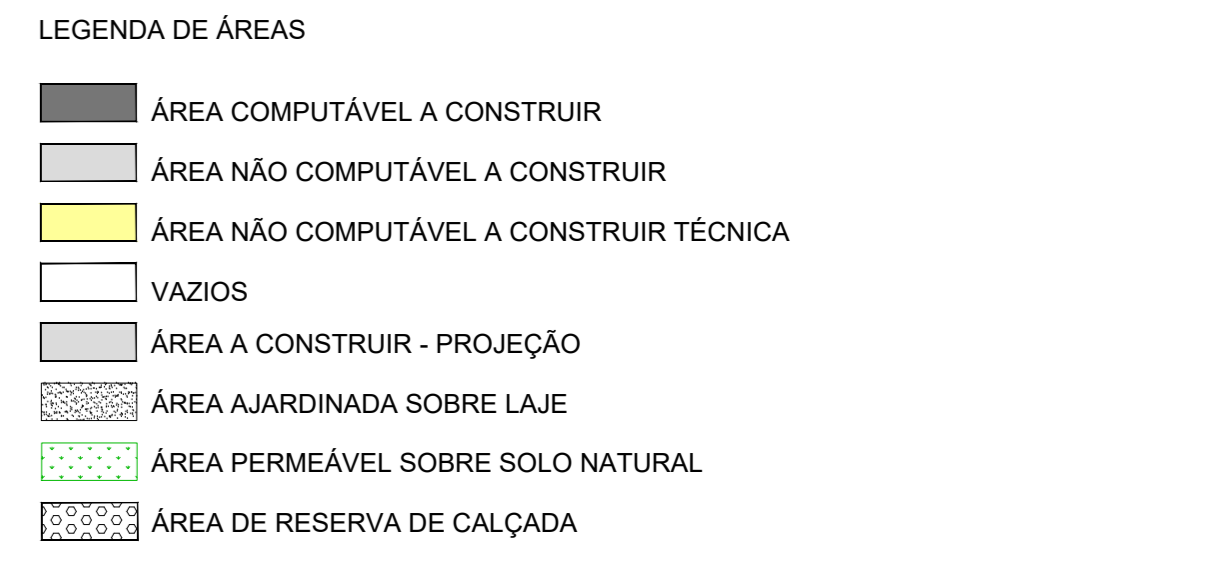 LEGENDA DE ÁREAS
ÁREA COMPUTÁVEL A CONSTRUIR
ÁREA NÃO COMPUTÁVEL A CONSTRUIR
ÁREA NÃO COMPUTÁVEL A CONSTRUIR TÉCNICA
VAZIOS
ÁREA A CONSTRUIR - PROJEÇÃO
ÁREA AJARDINADA SOBRE LAJE
ÁREA PERMEÁVEL SOBRE SOLO NATURAL
ÁREA DE RESERVA DE CALÇADA